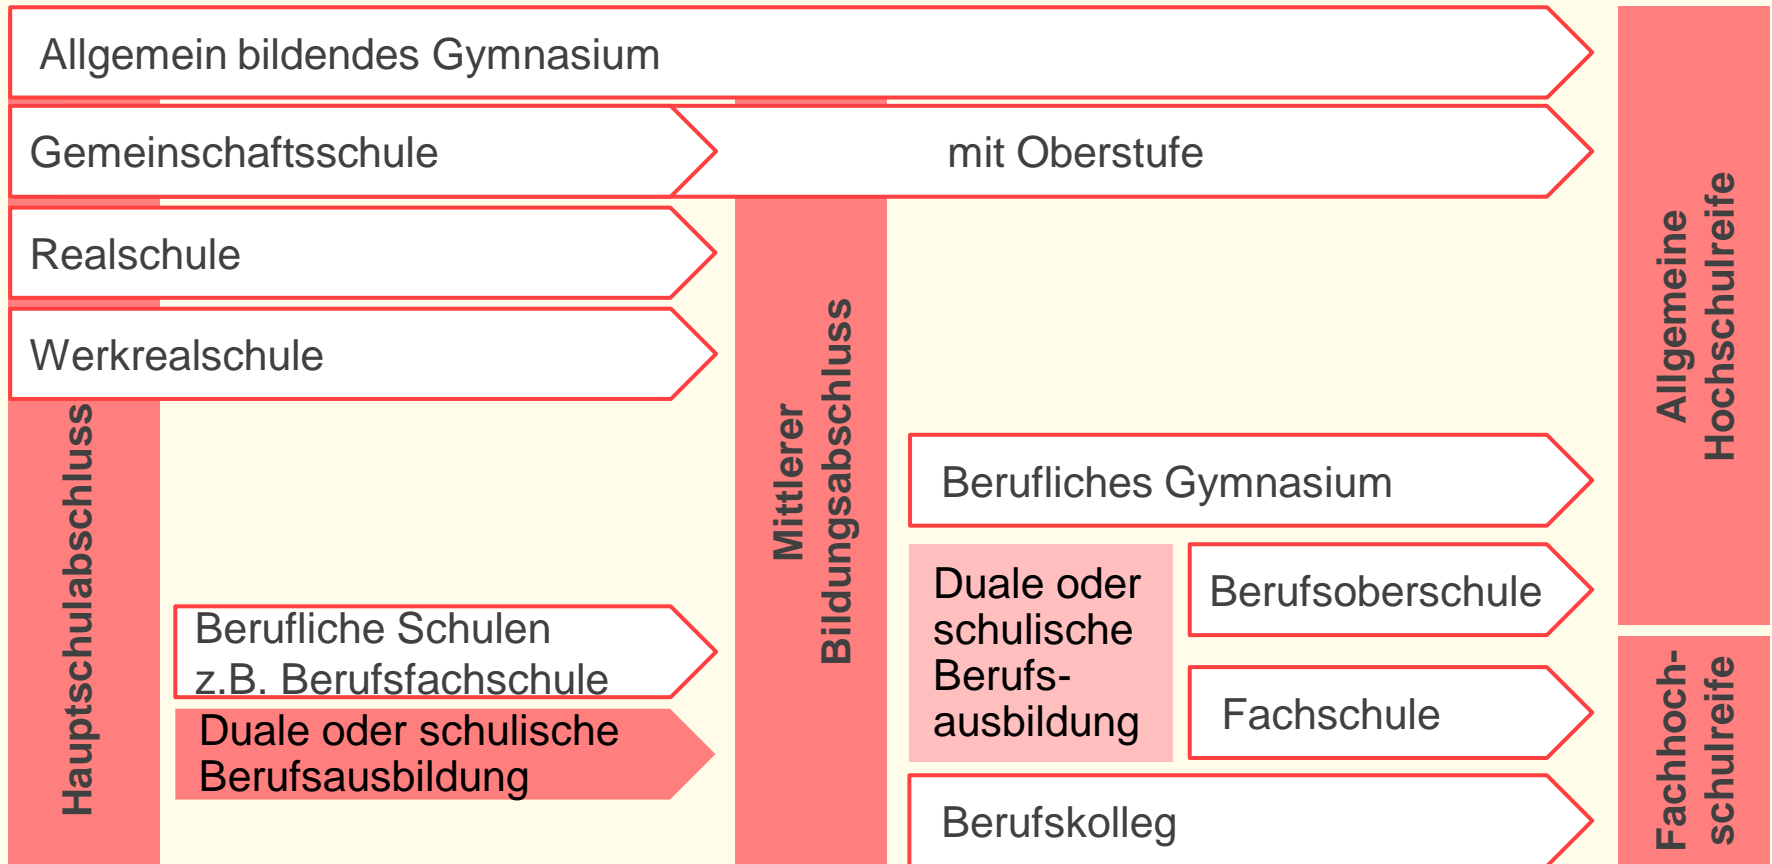 Allgemein bildendes Gymnasium
Gemeinschaftsschule
mit Oberstufe
Realschule
Werkrealschule
Hauptschulabschluss
Berufliche Schulen
z.B. Berufsfachschule
Duale oder schulische
Berufsausbildung
Mittlerer
Bildungsabschluss
Berufliches Gymnasium
Duale oder
schulische
Berufs-
ausbildung
Berufsoberschule
Fachschule
Berufskolleg
Allgemeine
Hochschulreife
Fachhoch-
schulreife